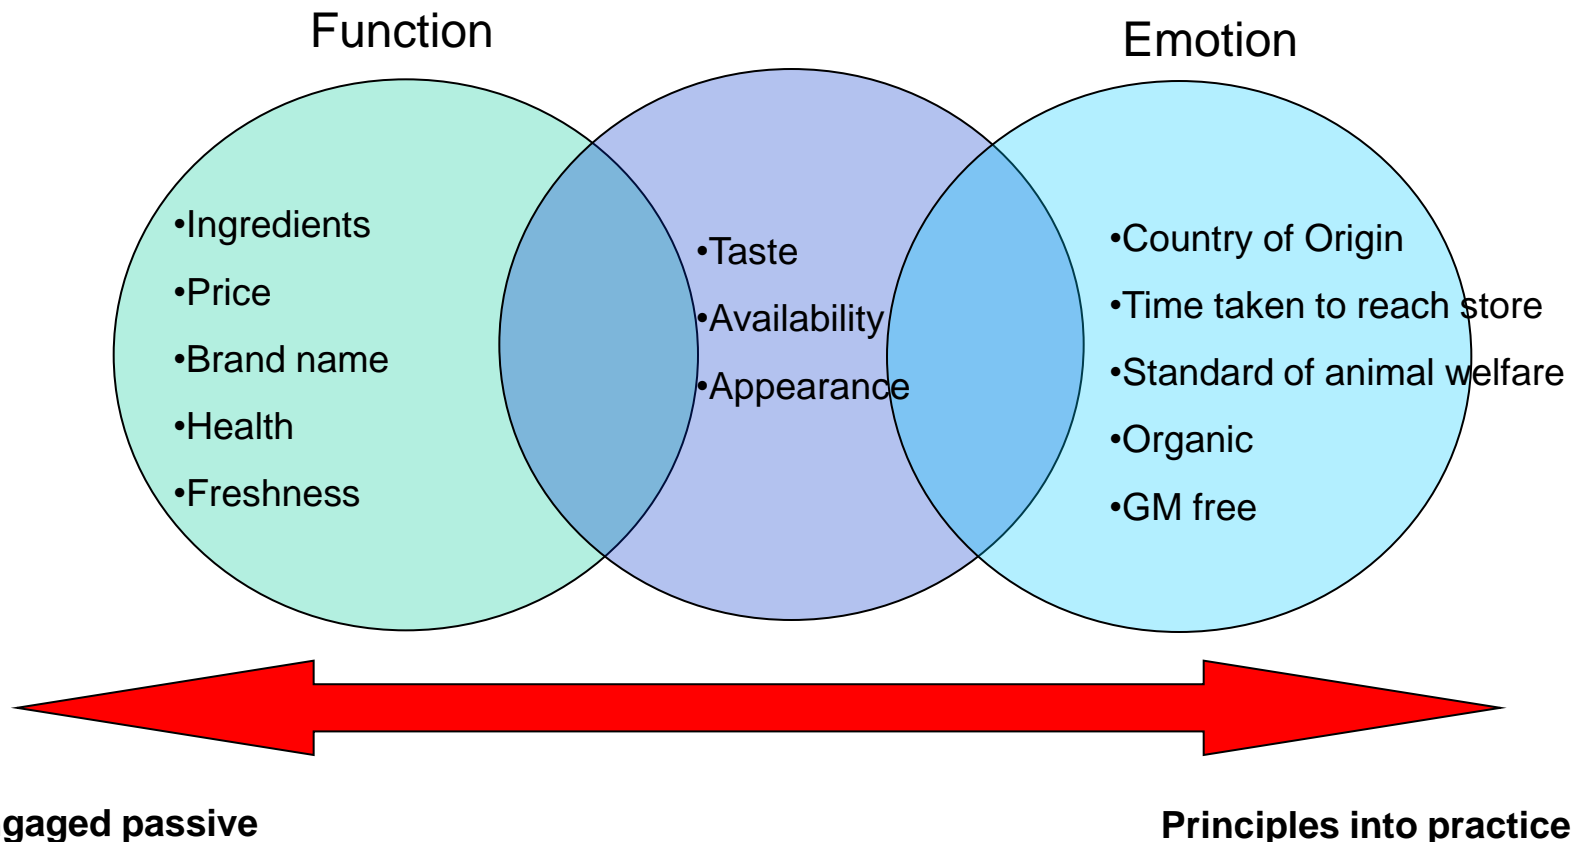 Function
Emotion
•Ingredients
•Price
•Brand name
•Health
•Freshness
•Taste
•Availability
•Appearance
•Country of Origin
•Time taken to reach store
•Standard of animal welfare
•Organic
•GM free
passive
Principles into practice